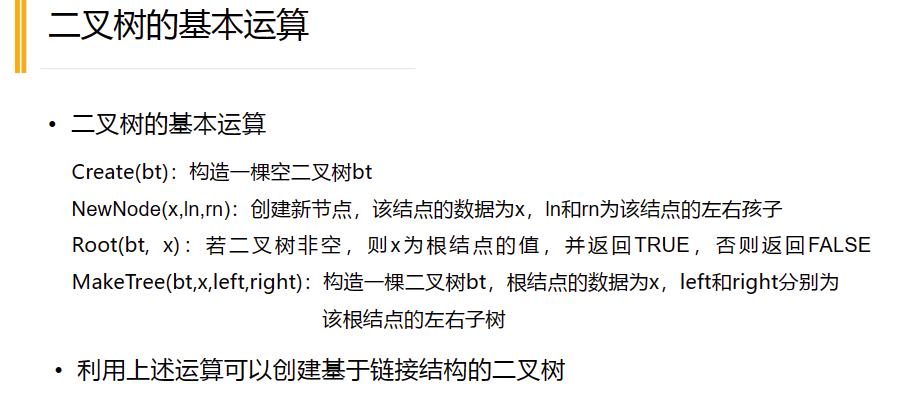 二叉树的基本运算
• 二叉树的基本运算
Create(bt)：构造一棵空二叉树bt
NewNode(x,ln,rn)：创建新节点，该结点的数据为x，ln和rn为该结点的左右孩子
Root(bt, x)：若二叉树非空，则x为根结点的值，并返回TRUE，否则返回FALSE
MakeTree(bt,x,left,right)：构造一棵二叉树bt，根结点的数据为x，left和right分别为
该根结点的左右子树
• 利用上述运算可以创建基于链接结构的二叉树